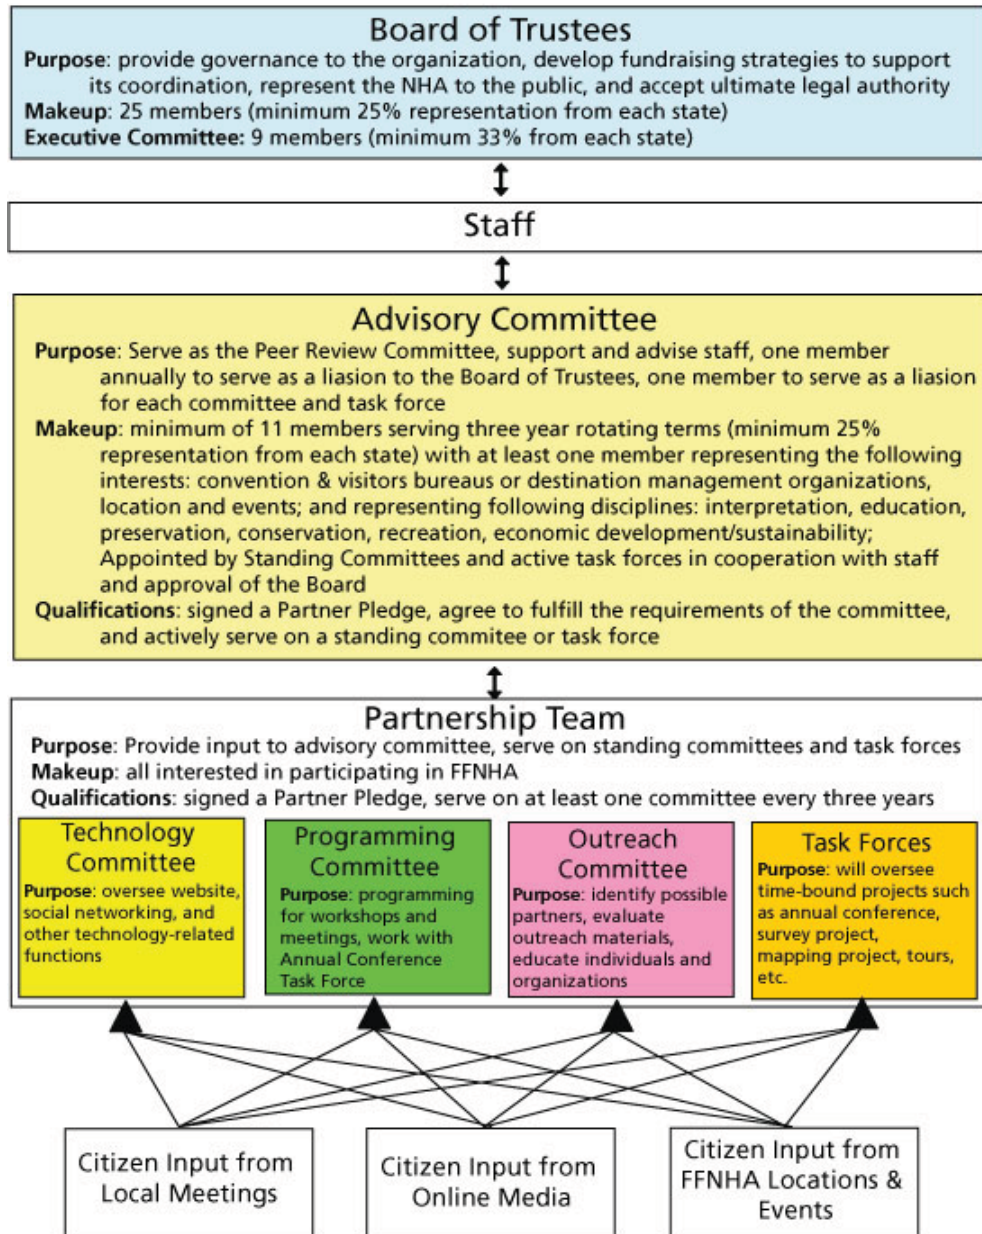 Board of Trustees
Purpose: provide governance to the organization, develop fundraising strategies to support
its coordination, represent the NHA to the public, and accept ultimate legal authority
Makeup: 25 members (minimum 25% representation from each state)
Executive Committee: 9 members (minimum 33% from each state)
Staff
Advisory Committee
Purpose: Serve as the Peer Review Committee, support and advise staff, one member
annually to serve as a liasion to the Board of Trustees, one member to serve as a liasion
for each committee and task force
Makeup: minimum of 11 members serving three year rotating terms (minimum 25%
representation from each state) with at least one member representing the following
interests: convention & visitors bureaus or destination management organizations,
location and events; and representing following disciplines: interpretation, education,
preservation, conservation, recreation, economic development/sustainability;
Appointed by Standing Committees and active task forces in cooperation with staff
and approval of the Board
Qualifications: signed a Partner Pledge, agree to fulfill the requirements of the committee,
and actively serve on a standing commitee or task force
Partnership Team
Purpose: Provide input to advisory committee, serve on standing committees and task forces
Makeup: all interested in participating in FFNHA
Qualifications: signed a Partner Pledge, serve on at least one committee every three years
Technology
Committee
Purpose: oversee website,
social networking, and
other technology-related
functions
Programming
Committee
Purpose: programming
for workshops and
meetings, work with
Annual Conference
Task Force
Outreach
Committee
Purpose: identify possible
partners, evaluate
outreach materials,
educate individuals and
organizations
Task Forces
Purpose: will oversee
time-bound projects such
as annual conference,
survey project,
mapping project, tours,
etc.
Citizen Input from
Local Meetings
Citizen Input from
Online Media
Citizen Input from
FFNHA Locations &
Events